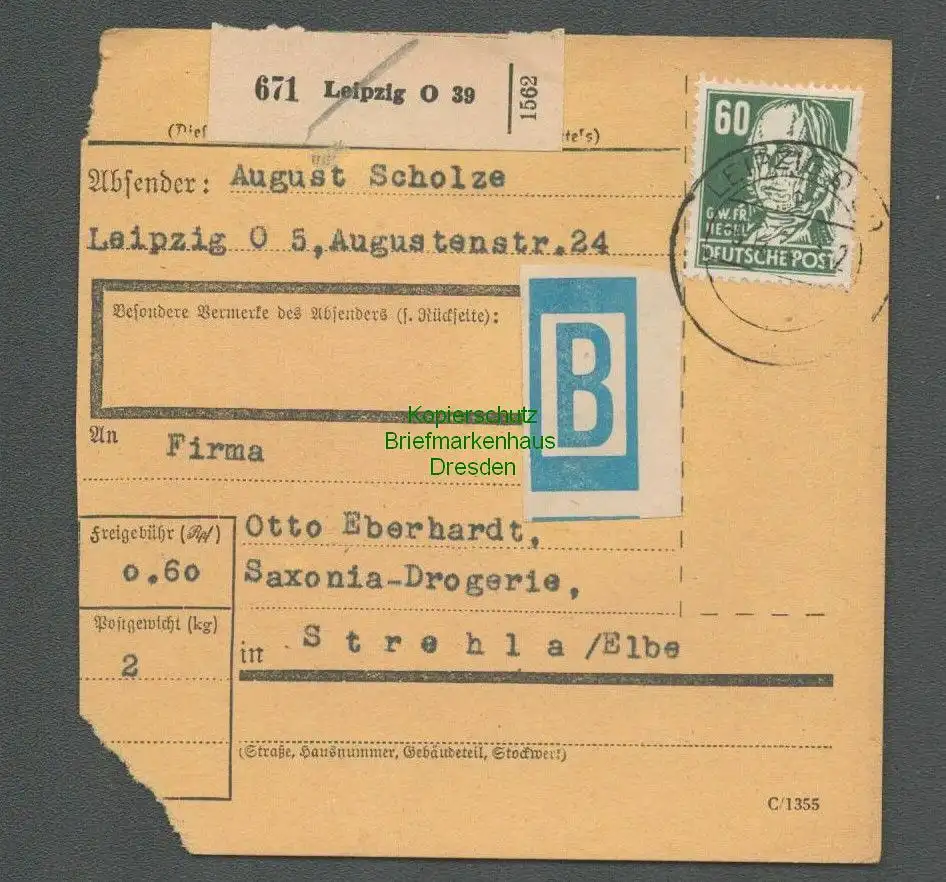 671 Leipzig O 39
1562
60
G.W.FR.
HEGEL
DEUTSCHE POST
LEIPZIG
Absender: August Scholze
Leipzig O 5,Augustenstr.24
Besondere Vermerke des Absenders (s. Rückseite):
B
Kopierschutz
Briefmarkenhaus
Dresden
An Firma
Freigebühr (Rpf)
0.60
Otto Eberhardt,
Saxonia-Drogerie,
Postgewicht (kg)
2
in Strehla/Elbe
(Straße, Hausnummer, Gebäudeteil, Stockwerk)
C/1355